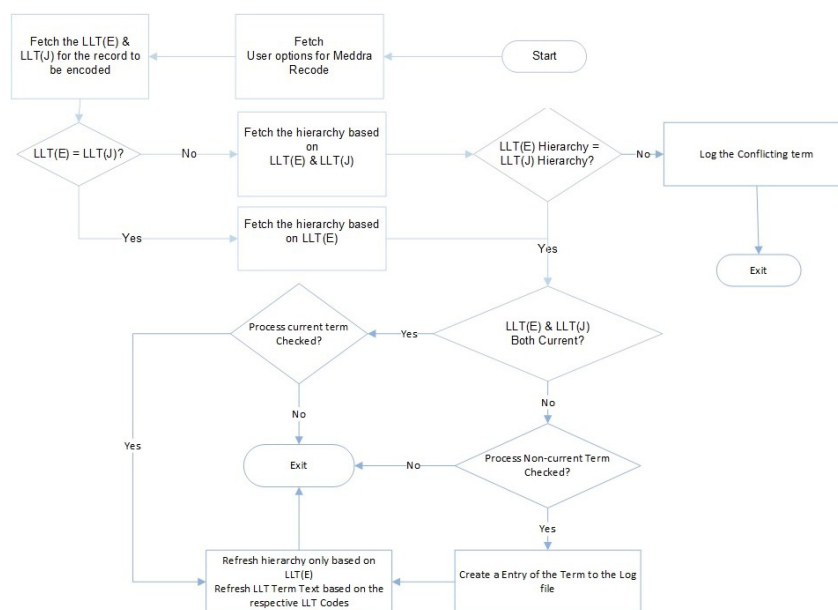 Start
Fetch
User options for Meddra
Recode
Fetch the LLT(E) &
LLT(J) for the record to
be encoded
LLT(E) = LLT(J)?
No
Fetch the hierarchy based
on
LLT(E) & LLT(J)
LLT(E) Hierarchy =
LLT(J) Hierarchy?
No
Log the Conflicting term
Exit
Yes
Fetch the hierarchy based
on LLT(E)
Yes
LLT(E) & LLT(J)
Both Current?
Yes
Process current term
Checked?
No
Yes
No
Process Non-current Term
Checked?
No
Exit
Yes
Create a Entry of the Term to the Log
file
Refresh hierarchy only based on
LLT(E)
Refresh LLT Term Text based on the
respective LLT Codes